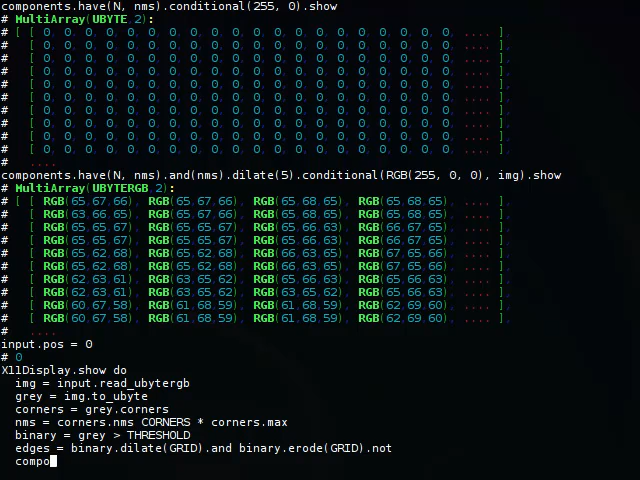 components.have(N, nms).conditional(255, 0).show
# MultiArray(UBYTE,2):
# [ [ 0, 0, 0, 0, 0, 0, 0, 0, 0, 0, 0, 0, 0, 0, 0, 0, 0, 0, 0, 0, .... ],
#   [ 0, 0, 0, 0, 0, 0, 0, 0, 0, 0, 0, 0, 0, 0, 0, 0, 0, 0, 0, 0, .... ],
#   [ 0, 0, 0, 0, 0, 0, 0, 0, 0, 0, 0, 0, 0, 0, 0, 0, 0, 0, 0, 0, .... ],
#   [ 0, 0, 0, 0, 0, 0, 0, 0, 0, 0, 0, 0, 0, 0, 0, 0, 0, 0, 0, 0, .... ],
#   [ 0, 0, 0, 0, 0, 0, 0, 0, 0, 0, 0, 0, 0, 0, 0, 0, 0, 0, 0, 0, .... ],
#   [ 0, 0, 0, 0, 0, 0, 0, 0, 0, 0, 0, 0, 0, 0, 0, 0, 0, 0, 0, 0, .... ],
#   [ 0, 0, 0, 0, 0, 0, 0, 0, 0, 0, 0, 0, 0, 0, 0, 0, 0, 0, 0, 0, .... ],
#   [ 0, 0, 0, 0, 0, 0, 0, 0, 0, 0, 0, 0, 0, 0, 0, 0, 0, 0, 0, 0, .... ],
#   [ 0, 0, 0, 0, 0, 0, 0, 0, 0, 0, 0, 0, 0, 0, 0, 0, 0, 0, 0, 0, .... ],
#   [ 0, 0, 0, 0, 0, 0, 0, 0, 0, 0, 0, 0, 0, 0, 0, 0, 0, 0, 0, 0, .... ],
#   ....
components.have(N, nms).and(nms).dilate(5).conditional(RGB(255, 0, 0), img).show
# MultiArray(UBYTERGB,2):
# [ [ RGB(65,67,66), RGB(65,67,66), RGB(65,68,65), RGB(65,68,65), .... ],
#   [ RGB(63,66,65), RGB(65,67,66), RGB(65,68,65), RGB(65,68,65), .... ],
#   [ RGB(65,65,67), RGB(65,65,67), RGB(65,66,63), RGB(66,67,65), .... ],
#   [ RGB(65,65,67), RGB(65,65,67), RGB(65,66,63), RGB(66,67,65), .... ],
#   [ RGB(65,62,68), RGB(65,62,68), RGB(66,63,65), RGB(67,65,66), .... ],
#   [ RGB(65,62,68), RGB(65,62,68), RGB(66,63,65), RGB(67,65,66), .... ],
#   [ RGB(62,63,61), RGB(63,65,62), RGB(63,65,62), RGB(65,66,63), .... ],
#   [ RGB(62,63,61), RGB(63,65,62), RGB(63,65,62), RGB(65,66,63), .... ],
#   [ RGB(60,67,58), RGB(61,68,59), RGB(61,68,59), RGB(62,69,60), .... ],
#   [ RGB(60,67,58), RGB(61,68,59), RGB(61,68,59), RGB(62,69,60), .... ],
#   ....
input.pos = 0
# 0
X11Display.show do
  img = input.read_ubytergb
  grey = img.to_ubyte
  corners = grey.corners
  nms = corners.nms CORNERS * corners.max
  binary = grey > THRESHOLD
  edges = binary.dilate(GRID).and binary.erode(GRID).not
  compo